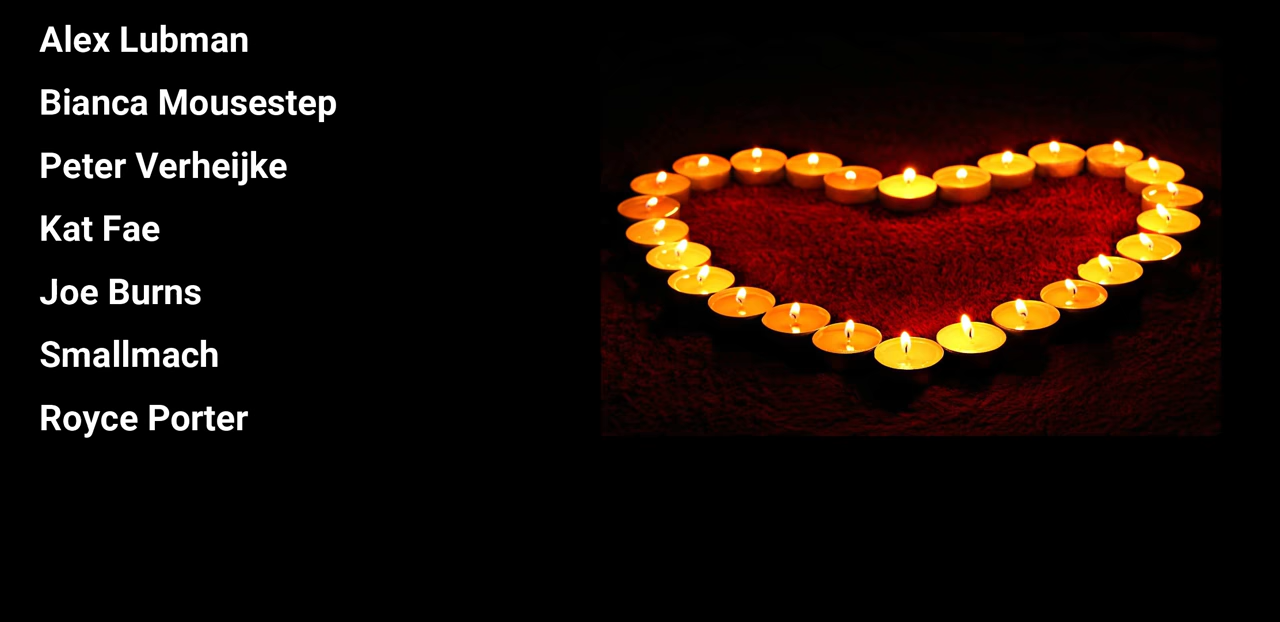 Alex Lubman
Bianca Mousestep
Peter Verheijke
Kat Fae
Joe Burns
Smallmach
Royce Porter